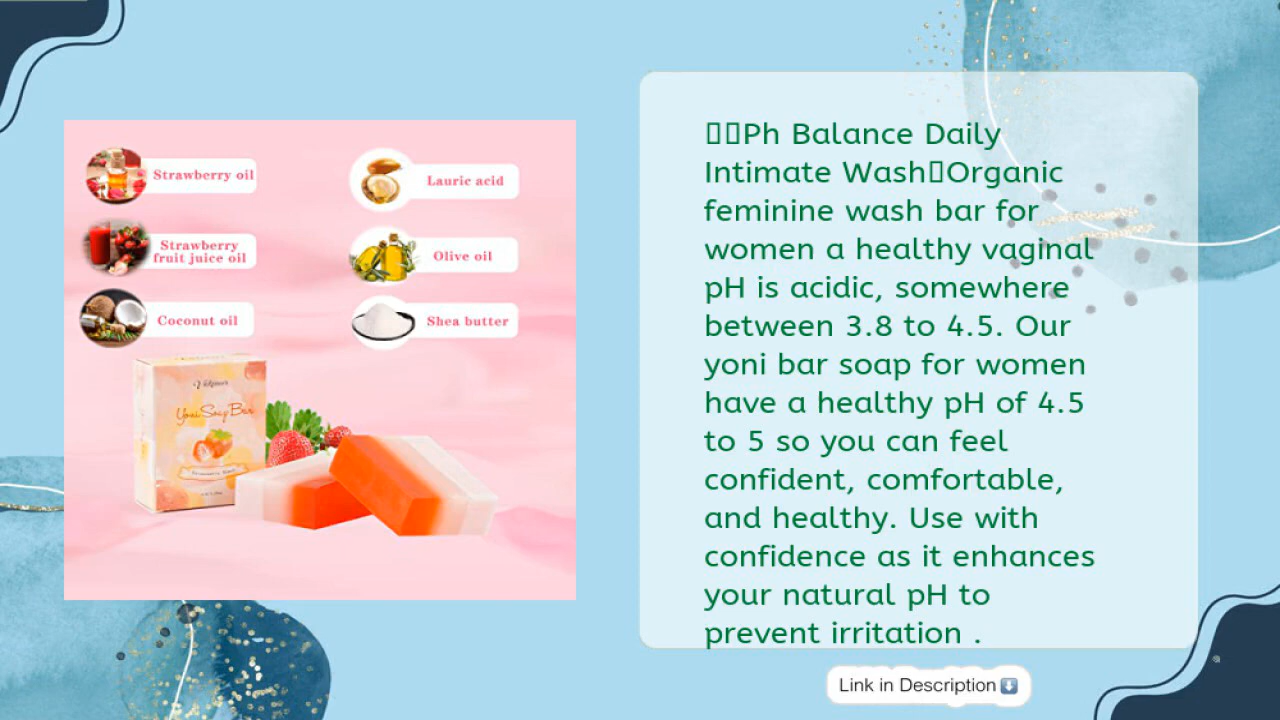 Strawberry oil
Lauric acid
Strawberry
fruit juice oil
Olive oil
Coconut oil
Shea butter
Yoni Soap Bar
Ph Balance Daily
Intimate Wash Organic
feminine wash bar for
women a healthy vaginal
pH is acidic, somewhere
between 3.8 to 4.5. Our
yoni bar soap for women
have a healthy pH of 4.5
to 5 so you can feel
confident, comfortable,
and healthy. Use with
confidence as it enhances
your natural pH to
prevent irritation .
Link in Description